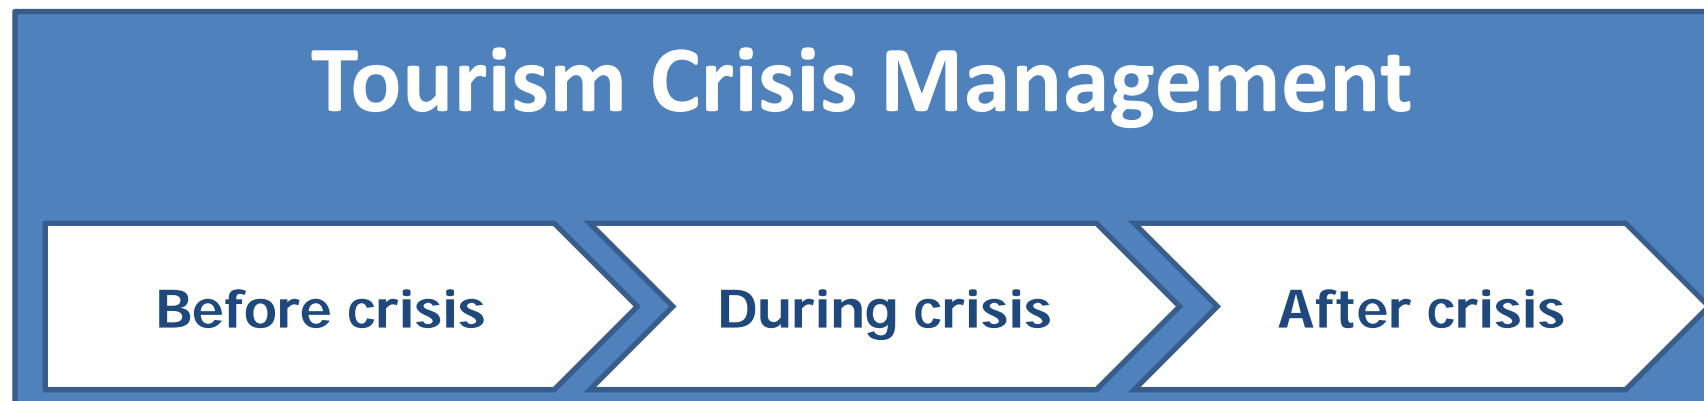 Tourism Crisis Management
Before crisis
During crisis
After crisis